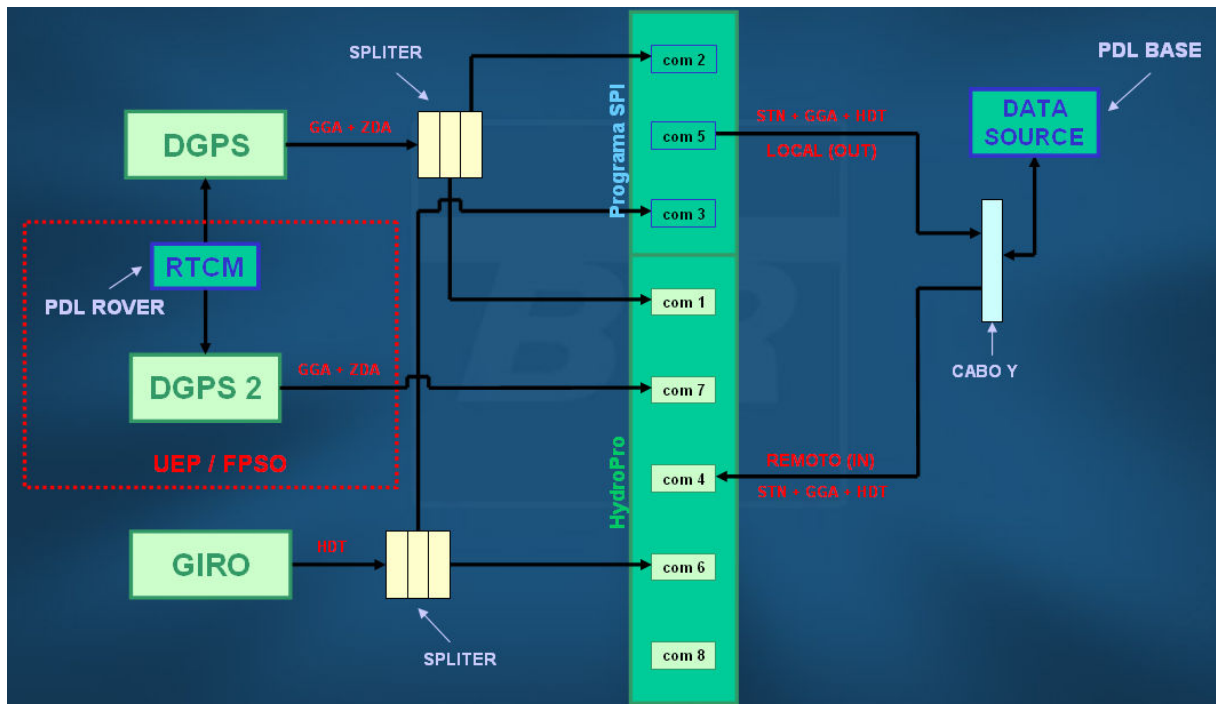 SPLITER
com 2
PDL BASE
GGA + ZDA
DGPS
Programa SPI
com 5
STN + GGA + HDT
LOCAL (OUT)
DATA
SOURCE
com 3
RTCM
PDL ROVER
com 1
DGPS 2
GGA + ZDA
com 7
CABO Y
UEP / FPSO
HydroPro
com 4
REMOTO (IN)
STN + GGA + HDT
GIRO
HDT
com 6
SPLITER
com 8
BR